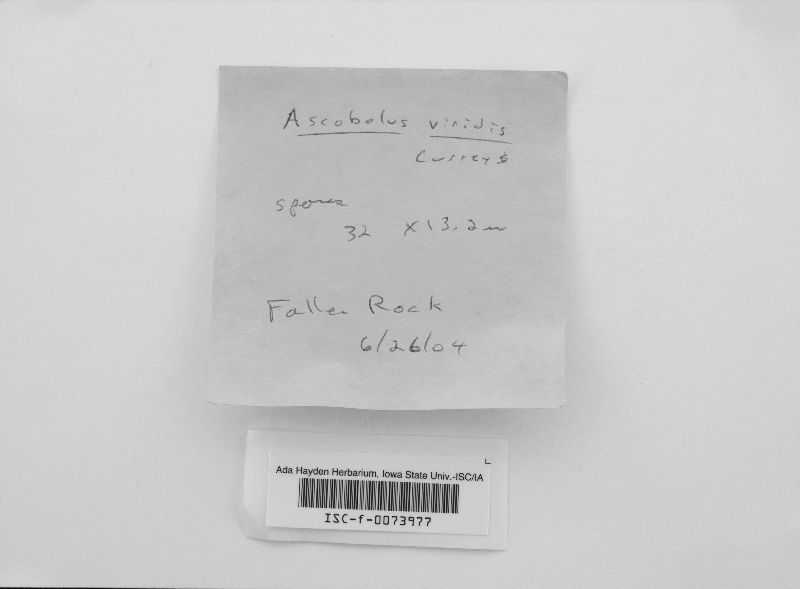 Ascobolus viridis
Currey
spores
32 x 13.2 m
Fallen Rock
6/26/04
Ada Hayden Herbarium, Iowa State Univ.-ISC/IA
ISC-f-0073977